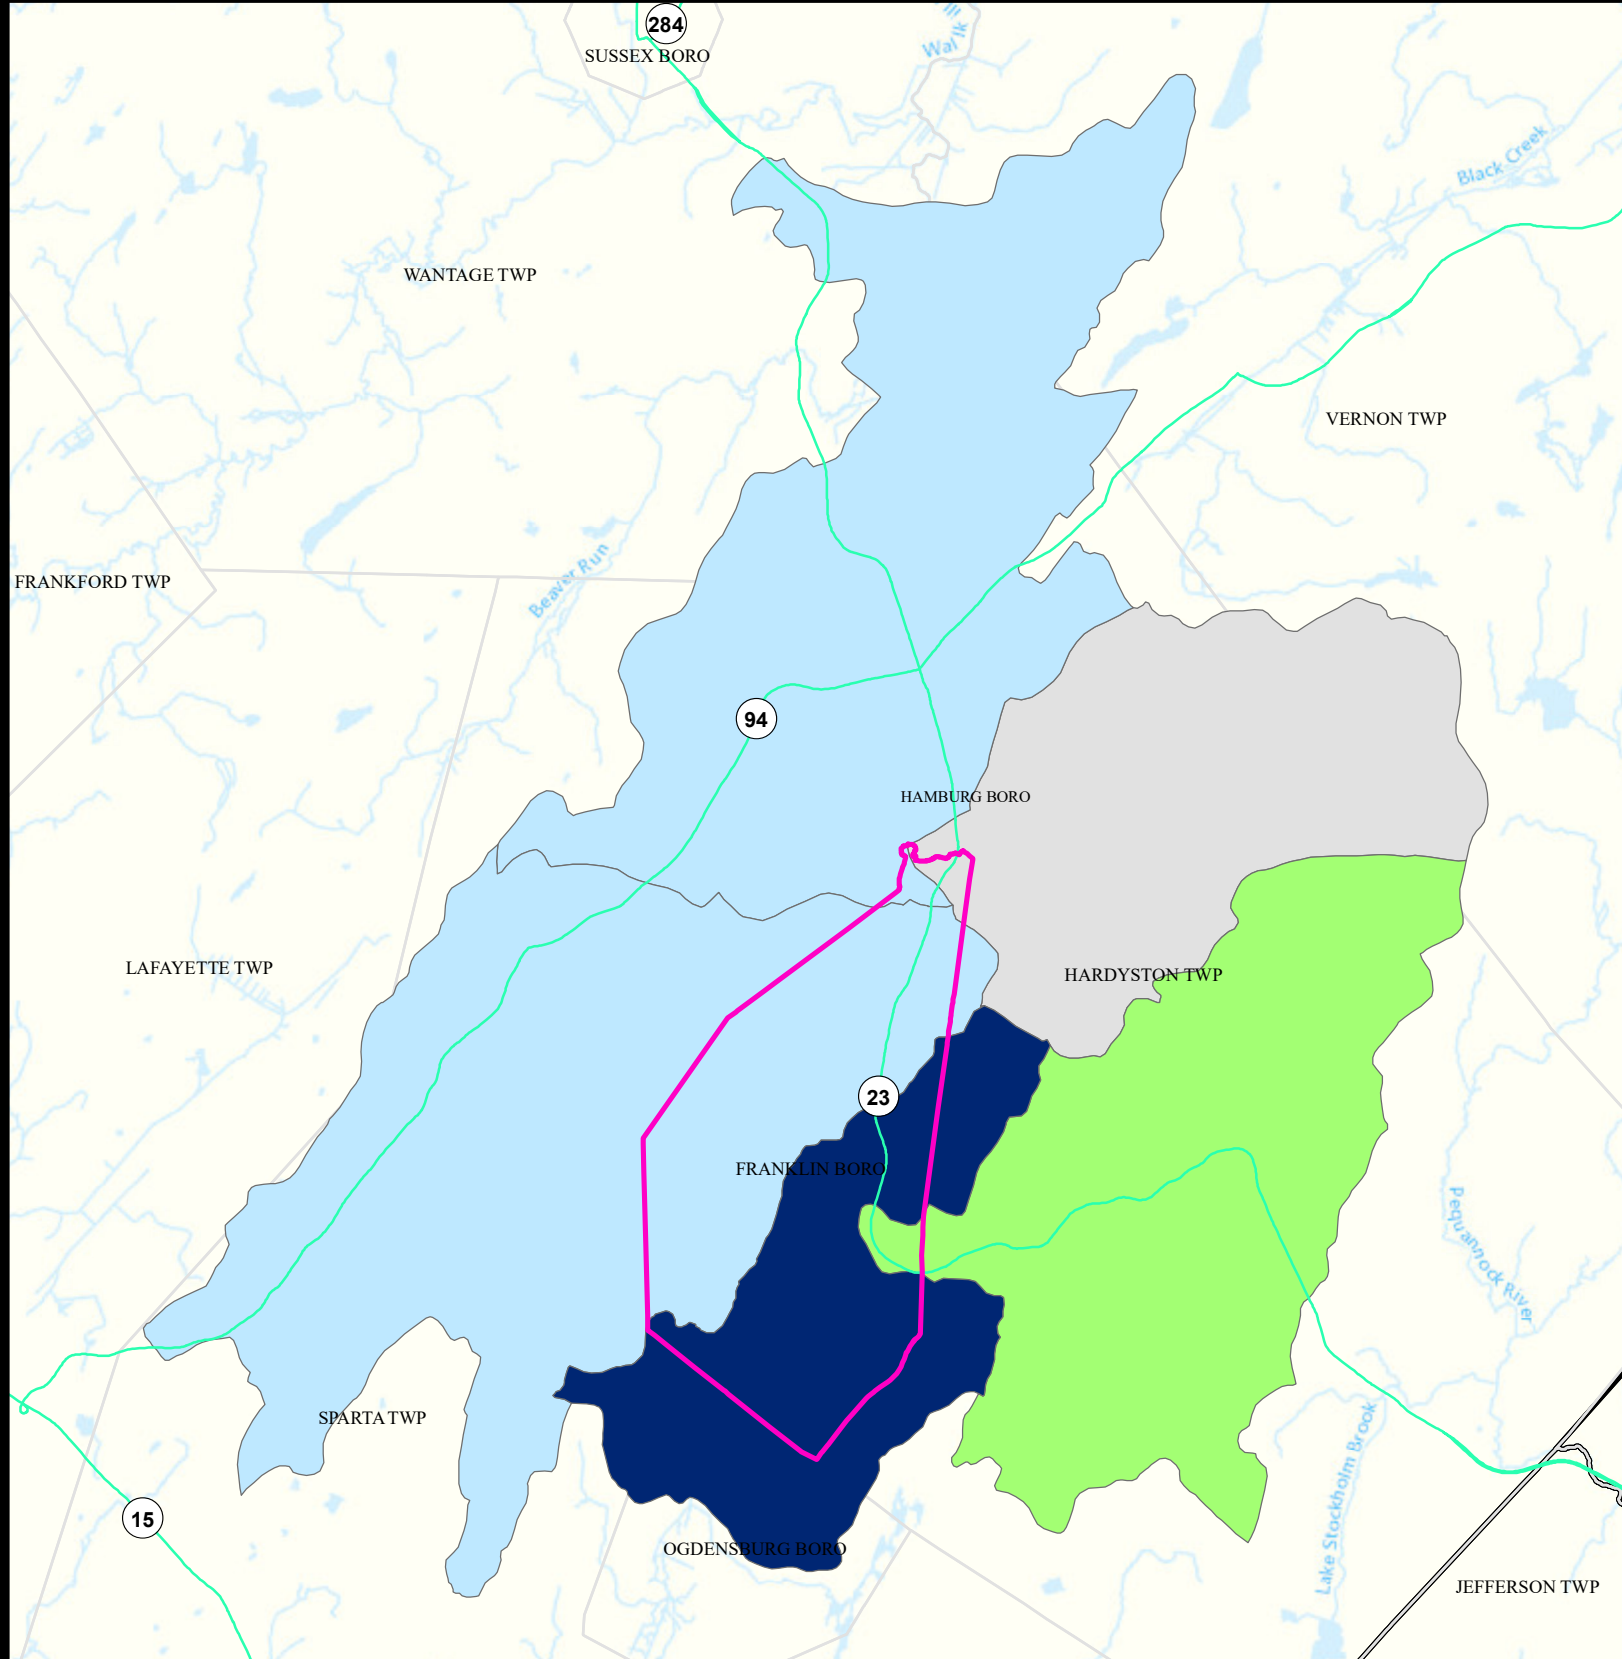 284
SUSSEX BORO
Wallk
Black Creek
WANTAGE TWP
VERNON TWP
FRANKFORD TWP
Beaver Run
94
HAMBURG BORO
LAFAYETTE TWP
HARDYSTON TWP
23
FRANKLIN BORO
Pequannock River
SPARTA TWP
Lake Stockholm Brook
15
OGDENSBURG BORO
JEFFERSON TWP